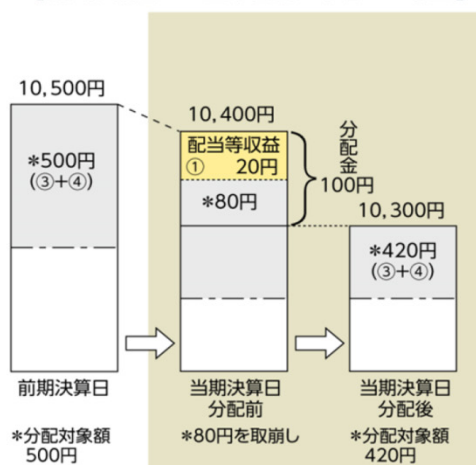 10,500円
*500円
(③+④)
前期決算日
*分配対象額
500円
10,400円
配当等収益
① 20円
*80円
分配金
100円
当期決算日
分配前
*80円を取崩し
10,300円
*420円
(③+④)
当期決算日
分配後
*分配対象額
420円